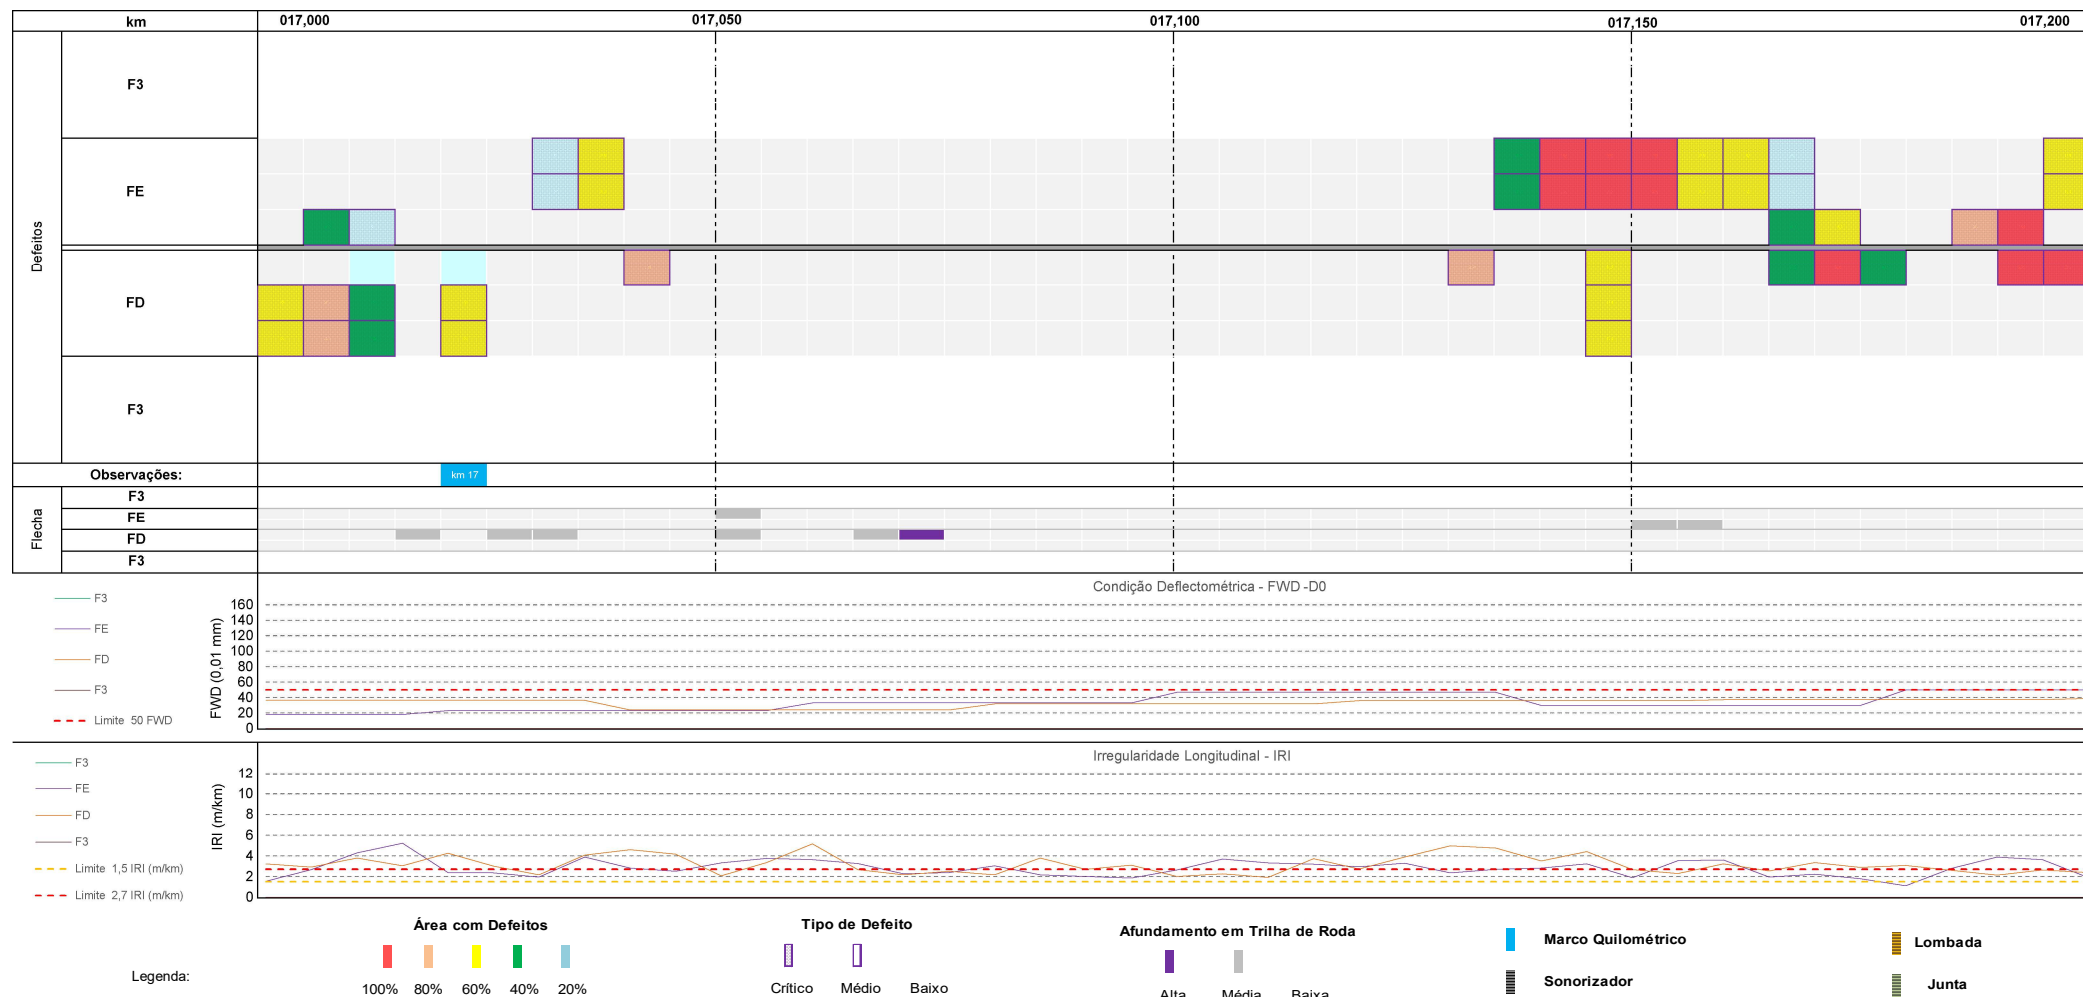 km 017,000 017,050 017,100 017,150 017,200
Defeitos
F3
FE
FD
F3
Observações: km 17
Flecha
F3
FE
FD
F3
Condição Deflectométrica - FWD -D0
F3
FE
FD
F3
Limite 50 FWD
FWD (0,01 mm)
160
140
120
100
80
60
40
20
0
Irregularidade Longitudinal - IRI
F3
FE
FD
F3
Limite 1,5 IRI (m/km)
Limite 2,7 IRI (m/km)
IRI (m/km)
12
10
8
6
4
2
0
Legenda:
Área com Defeitos
100% 80% 60% 40% 20%
Tipo de Defeito
Crítico Médio Baixo
Afundamento em Trilha de Roda
Alta Média Baixa
Marco Quilométrico
Sonorizador
Lombada
Junta